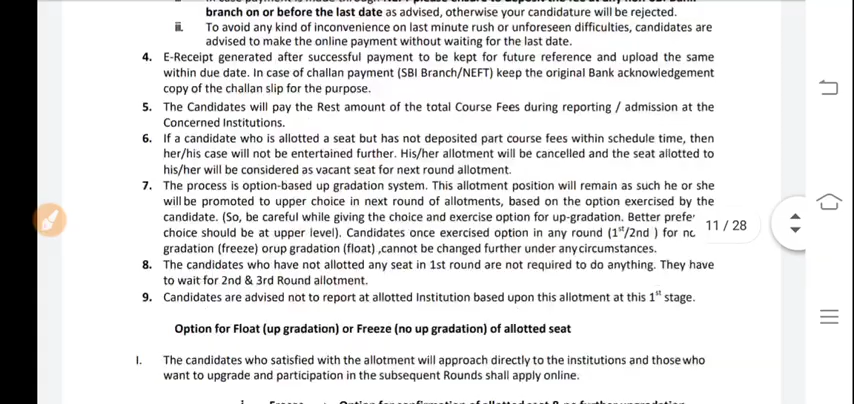 branch on or before the last date as advised, otherwise your candidature will be rejected.
iii. To avoid any kind of inconvenience on last minute rush or unforeseen difficulties, candidates are
advised to make the online payment without waiting for the last date.
4. E-Receipt generated after successful payment to be kept for future reference and upload the same
within due date. In case of challan payment (SBI Branch/NEFT) keep the original Bank acknowledgement
copy of the challan slip for the purpose.
5. The Candidates will pay the Rest amount of the total Course Fees during reporting / admission at the
Concerned Institutions.
6. If a candidate who is allotted a seat but has not deposited part course fees within schedule time, then
her/his case will not be entertained further. His/her allotment will be cancelled and the seat allotted to
his/her will be considered as vacant seat for next round allotment.
7. The process is option-based up gradation system. This allotment position will remain as such he or she
will be promoted to upper choice in next round of allotments, based on the option exercised by the
candidate. (So, be careful while giving the choice and exercise option for up-gradation. Better prefe
choice should be at upper level). Candidates once exercised option in any round (1st/2nd ) for
gradation (freeze) orup gradation (float) ,cannot be changed further under anycircumstances.
11 / 28
8. The candidates who have not allotted any seat in 1st round are not required to do anything. They have
to wait for 2nd & 3rd Round allotment.
9. Candidates are advised not to report at allotted Institution based upon this allotment at this 1st stage.
Option for Float (up gradation) or Freeze (no up gradation) of allotted seat
I. The candidates who satisfied with the allotment will approach directly to the institutions and those who
want to upgrade and participation in the subsequent Rounds shall apply online.